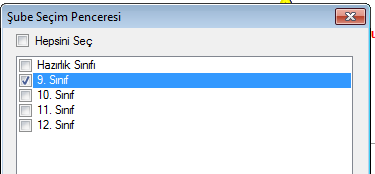 Şube Seçim Penceresi
Hepsini Seç
Hazırlık Sınıfı
9. Sınıf
10. Sınıf
11. Sınıf
12. Sınıf